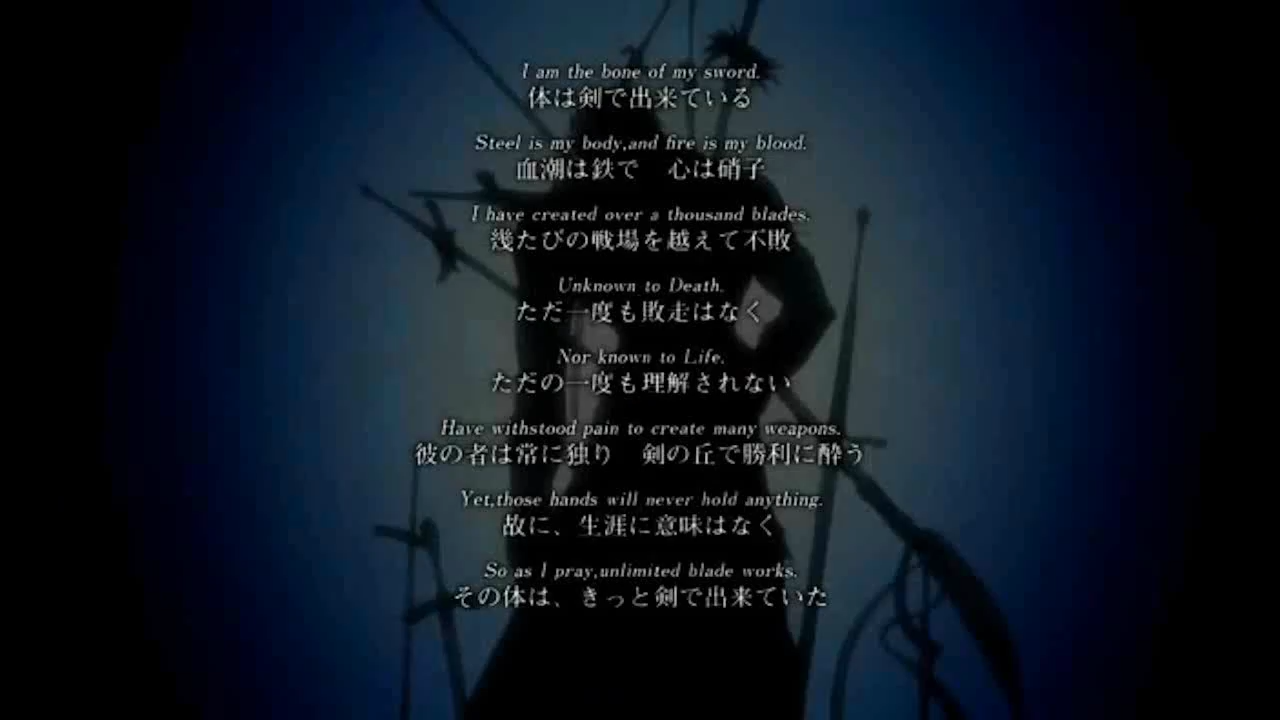 I am the bone of my sword.
体は剣で出来ている
Steel is my body,and fire is my blood.
血潮は鉄で　心は硝子
I have created over a thousand blades.
幾たびの戦場を越えて不敗
Unknown to Death.
ただ一度も敗走はなく
Nor known to Life.
ただの一度も理解されない
Have withstood pain to create many weapons.
彼の者は常に独り　剣の丘で勝利に酔う
Yet,those hands will never hold anything.
故に、生涯に意味はなく
So as I pray,unlimited blade works.
その体は、きっと剣で出来ていた